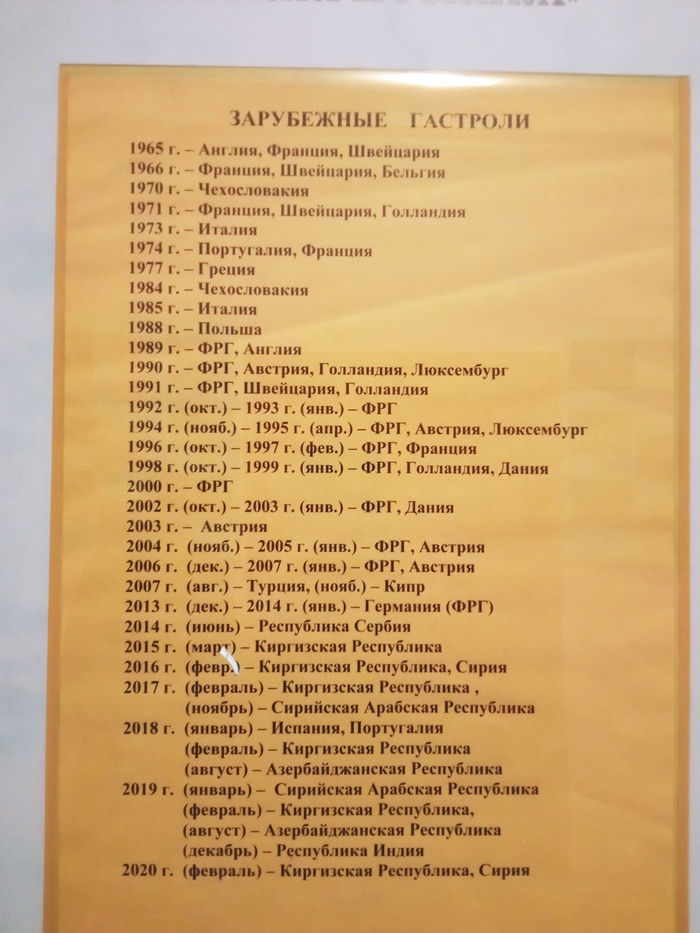 ЗАРУБЕЖНЫЕ ГАСТРОЛИ
1965 г. – Англия, Франция, Швейцария
1966 г. – Франция, Швейцария, Бельгия
1970 г. – Чехословакия
1971 г. – Франция, Швейцария, Голландия
1973 г. – Италия
1974 г. – Португалия, Франция
1977 г. – Греция
1984 г. – Чехословакия
1985 г. – Италия
1988 г. – Польша
1989 г. – ФРГ, Англия
1990 г. – ФРГ, Австрия, Голландия, Люксембург
1991 г. – ФРГ, Швейцария, Голландия
1992 г. (окт.) – 1993 г. (янв.) – ФРГ
1994 г. (нояб.) – 1995 г. (апр.) – ФРГ, Австрия, Люксембург
1996 г. (окт.) – 1997 г. (фев.) – ФРГ, Франция
1998 г. (окт.) – 1999 г. (янв.) – ФРГ, Голландия, Дания
2000 г. – ФРГ
2002 г. (окт.) – 2003 г. (янв.) – ФРГ, Дания
2003 г. – Австрия
2004 г. (нояб.) – 2005 г. (янв.) – ФРГ, Австрия
2006 г. (дек.) – 2007 г. (янв.) – ФРГ, Австрия
2007 г. (авг.) – Турция, (нояб.) – Кипр
2013 г. (дек.) – 2014 г. (янв.) – Германия (ФРГ)
2014 г. (июнь) – Республика Сербия
2015 г. (март) – Киргизская Республика
2016 г. (февр.) – Киргизская Республика, Сирия
2017 г. (февраль) – Киргизская Республика ,
(ноябрь) – Сирийская Арабская Республика
2018 г. (январь) – Испания, Португалия
(февраль) – Киргизская Республика
(август) – Азербайджанская Республика
2019 г. (январь) – Сирийская Арабская Республика
(февраль) – Киргизская Республика,
(август) – Азербайджанская Республика
(декабрь) – Республика Индия
2020 г. (февраль) – Киргизская Республика, Сирия